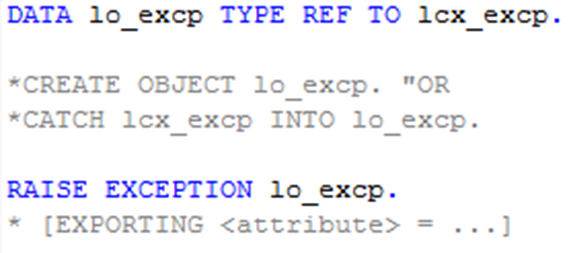 DATA lo_excp TYPE REF TO lcx_excp.
*CREATE OBJECT lo_excp. "OR
*CATCH lcx_excp INTO lo_excp.
RAISE EXCEPTION lo_excp.
* [EXPORTING <attribute> = ...]